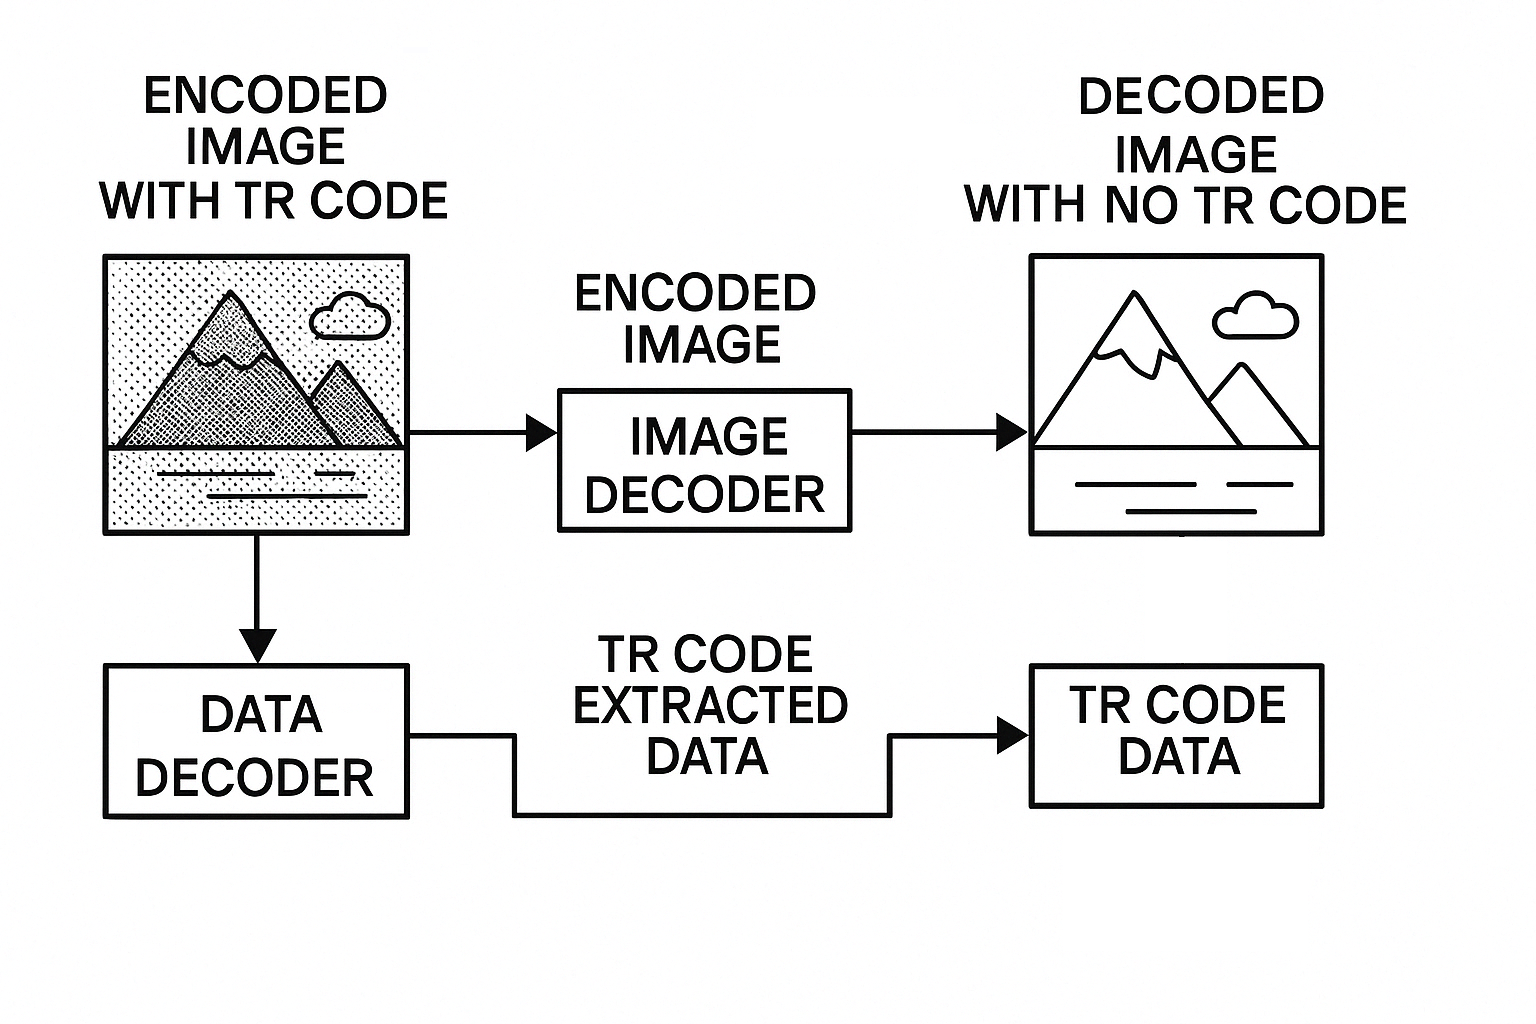 ENCODED
IMAGE
WITH TR CODE
DECODED
IMAGE
WITH NO TR CODE
ENCODED
IMAGE
IMAGE
DECODER
DATA
DECODER
TR CODE
EXTRACTED
DATA
TR CODE
DATA